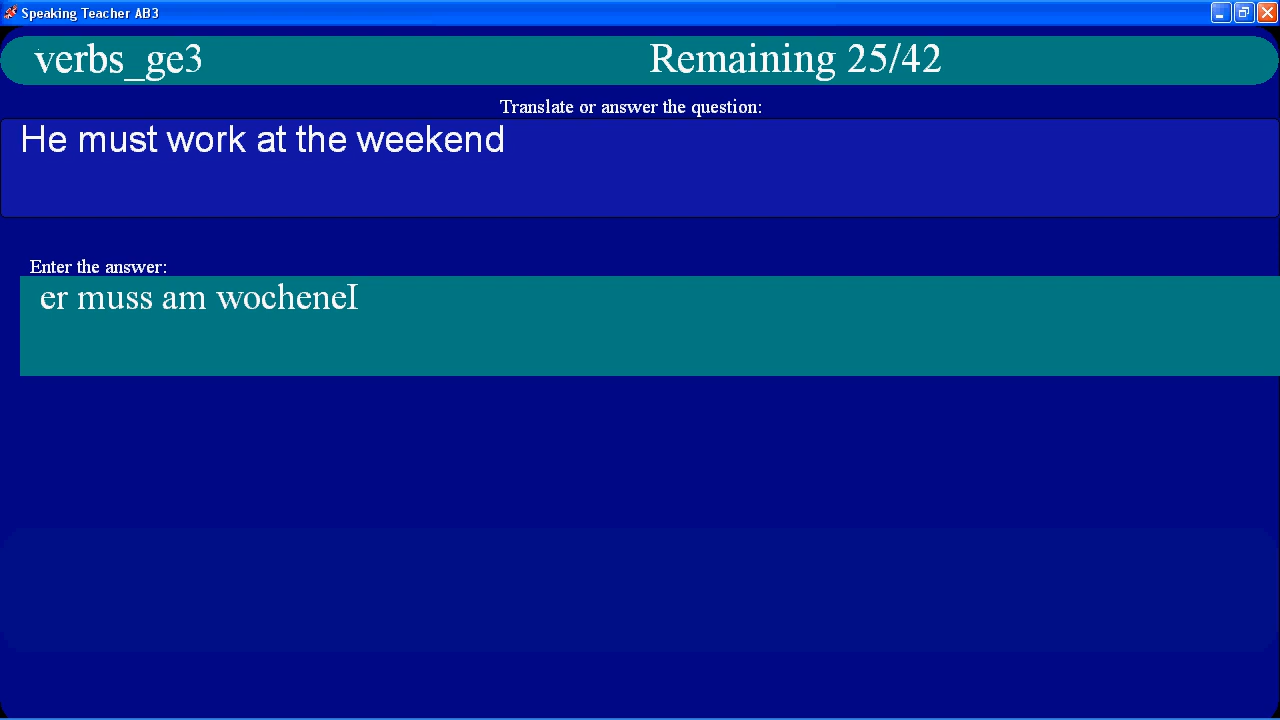 Speaking Teacher AB3
verbs_ge3 Remaining 25/42
Translate or answer the question:
He must work at the weekend
Enter the answer:
er muss am wocheneI